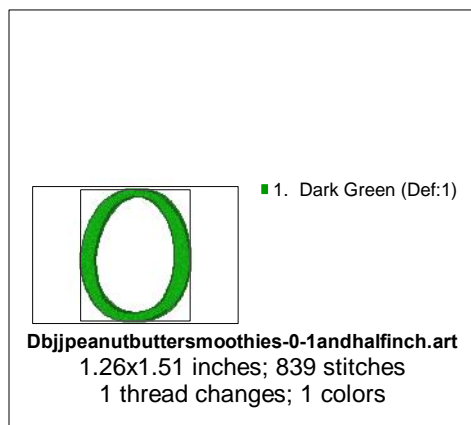 1. Dark Green (Def:1)
0
Dbjjpeanutbuttersmoothies-0-1andhalfinch.art
1.26x1.51 inches; 839 stitches
1 thread changes; 1 colors